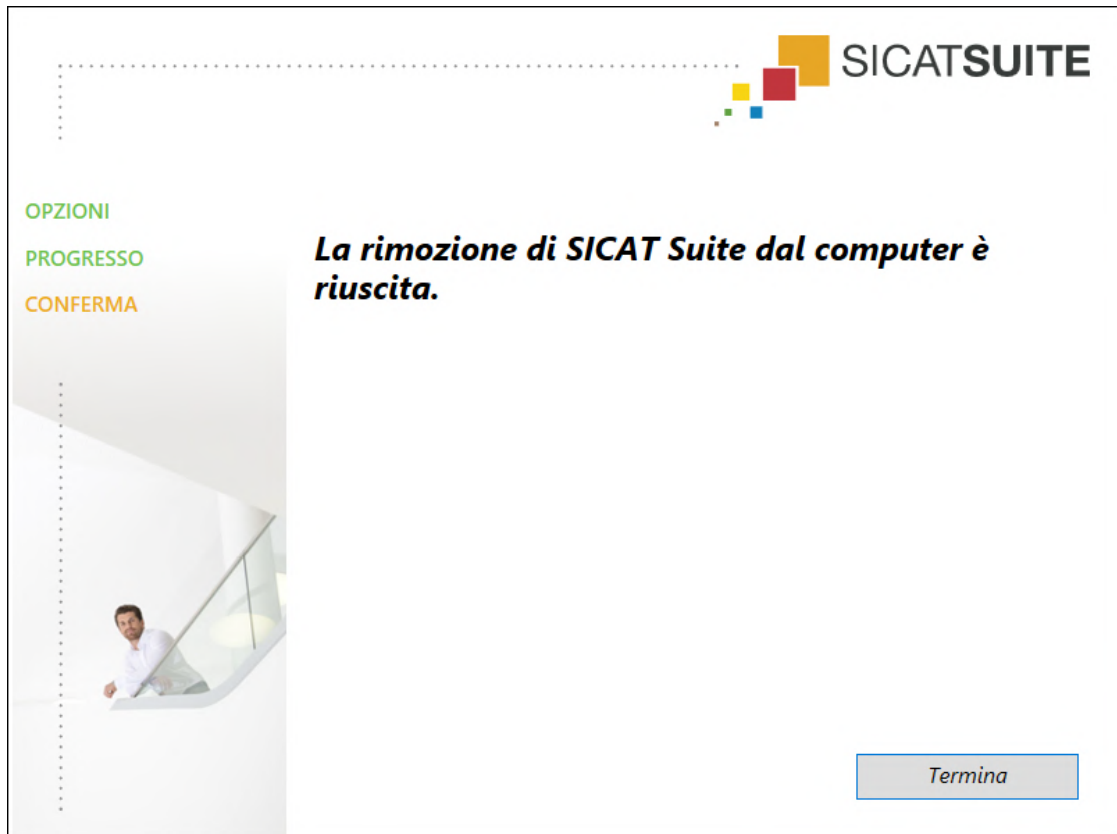 SICATSUITE
OPZIONI
PROGRESSO
CONFERMA
La rimozione di SICAT Suite dal computer è
riuscita.
Termina